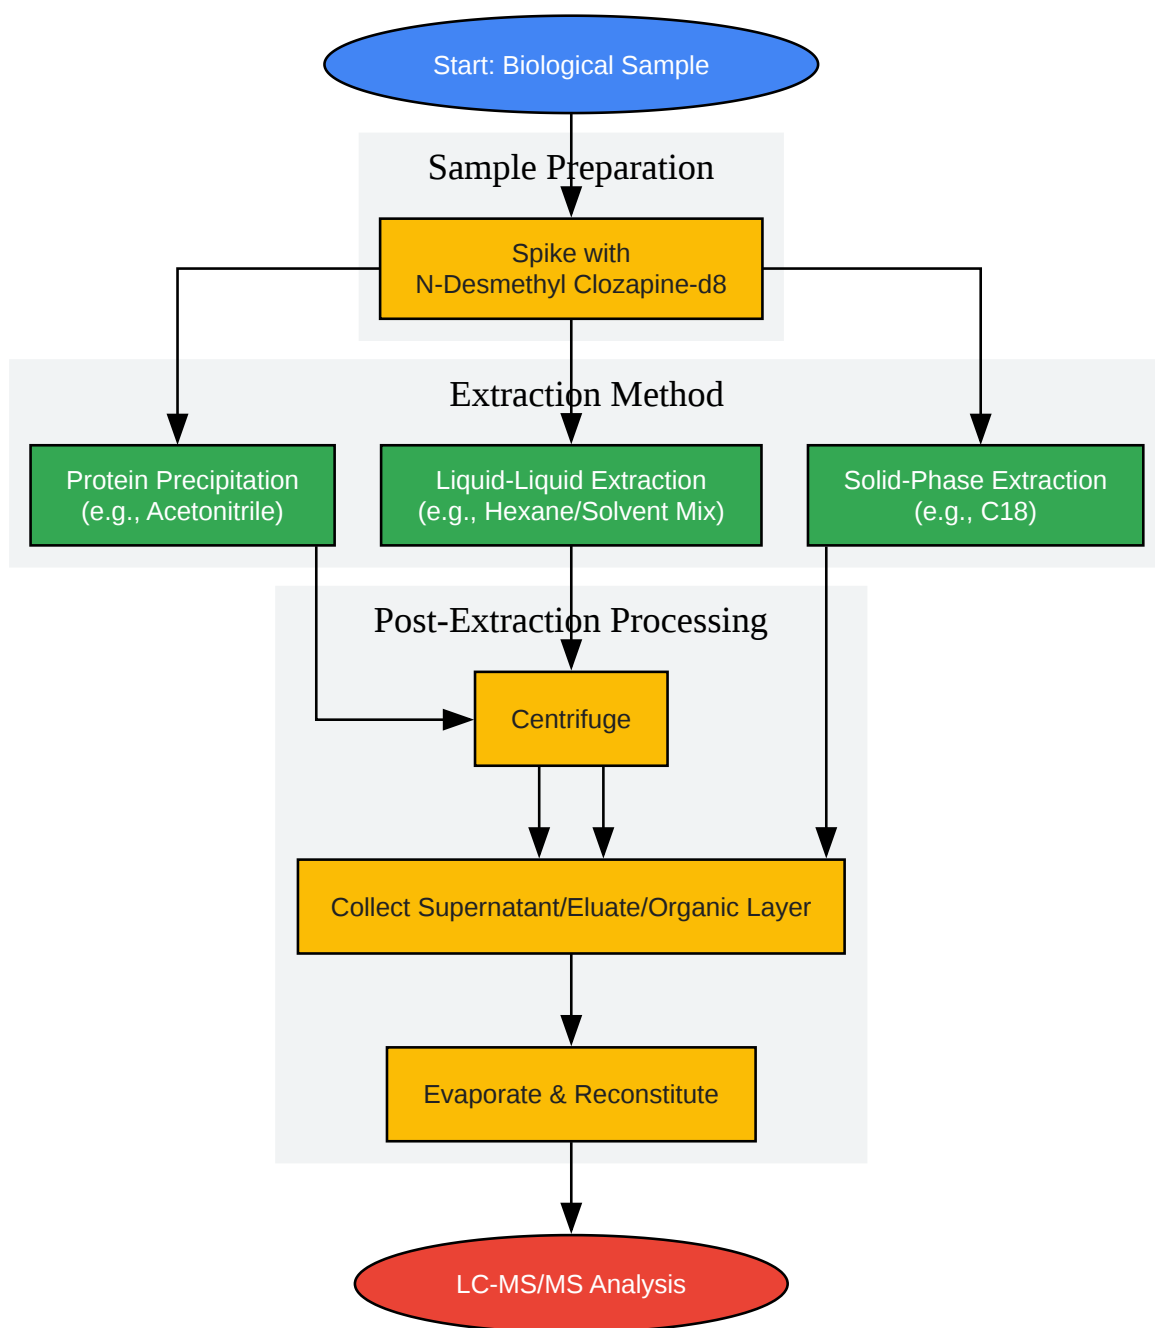 Start: Biological Sample
Sample Preparation
Spike with
N-Desmethyl Clozapine-d8
Extraction Method
Protein Precipitation
(e.g., Acetonitrile)
Liquid-Liquid Extraction
(e.g., Hexane/Solvent Mix)
Solid-Phase Extraction
(e.g., C18)
Post-Extraction Processing
Centrifuge
Collect Supernatant/Eluate/Organic Layer
Evaporate & Reconstitute
LC-MS/MS Analysis